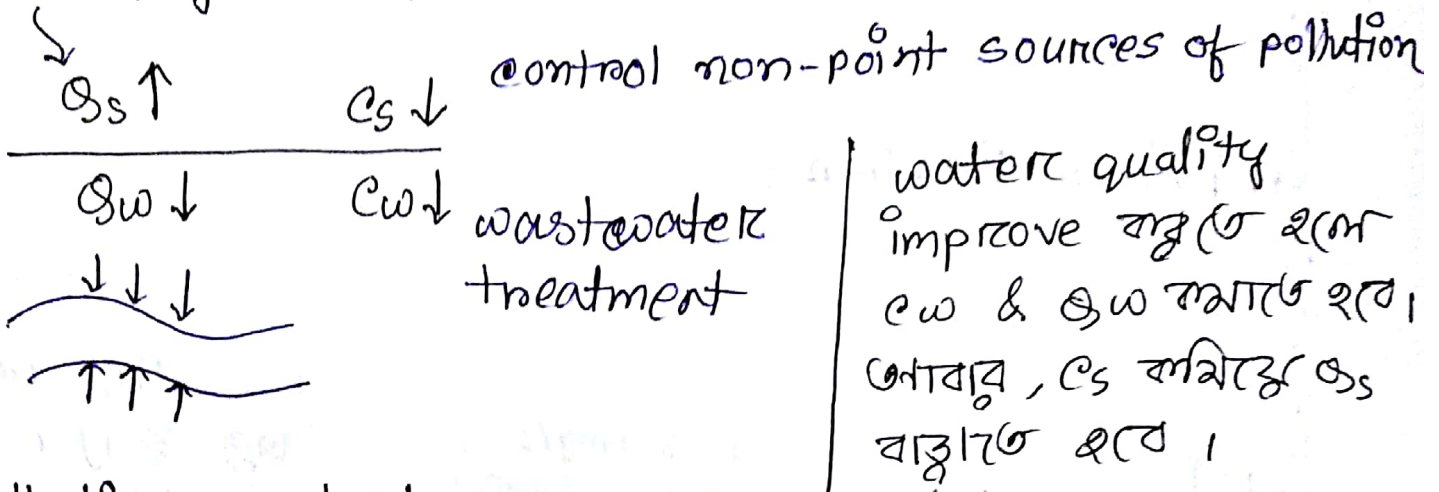 Qs ↑ Cs ↓ control non-point sources of pollution
Qw ↓ Cw ↓ wastewater
treatment
water quality
improve করতে হলে
Cw & Qw কমাতে হবে।
আবার, Cs কমিয়ে Qs
বাড়াতে হবে।